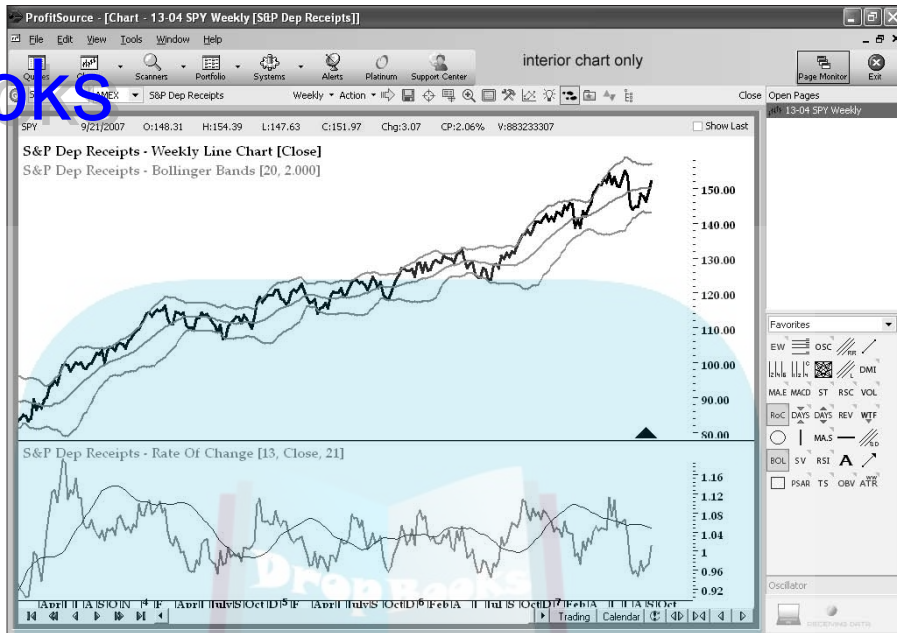 ProfitSource - [Chart - 13-04 SPY Weekly [S&P Dep Receipts]]
File Edit View Tools Window Help
interior chart only
Scanners Portfolio Systems Alerts Platinum Support Center Page Monitor Exit
oks
AMEX S&P Dep Receipts Weekly Action Close Open Pages
13-04 SPY Weekly
SPY 9/21/2007 O:148.31 H:154.39 L:147.63 C:151.97 Chg:3.07 CP:2.06% V:883233307 Show Last
S&P Dep Receipts - Weekly Line Chart [Close]
S&P Dep Receipts - Bollinger Bands [20, 2.000]
150.00
140.00
130.00
120.00
110.00
100.00
90.00
80.00
S&P Dep Receipts - Rate Of Change [13, Close, 21]
1.16
1.12
1.08
1.04
1
0.96
0.92
DropBooks
Trading Calendar
Favorites
EW OSC RR
L DMI
MA.E MACD ST RSC VOL
RoC DAYS DAYS REV WTF
MA.S SD
BOL SV RSI A
PSAR TS OBV ATR
Oscillator
RECEIVING DATA